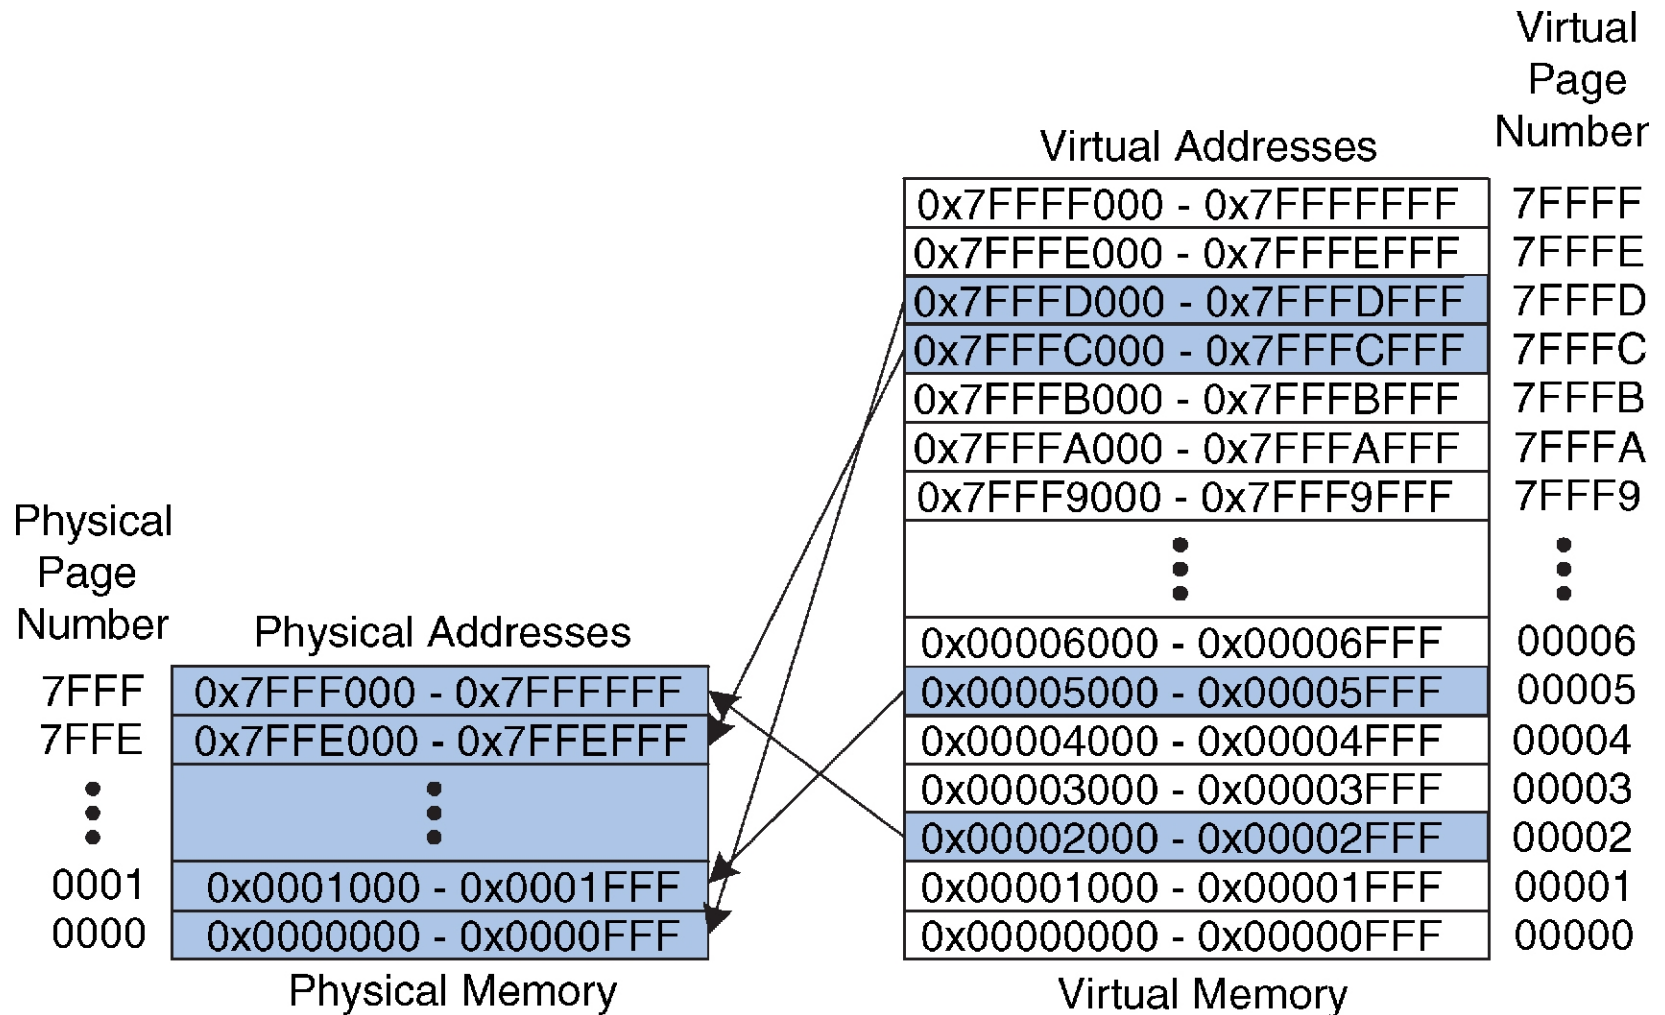 Virtual
Page
Number
Virtual Addresses
0x7FFFF000 - 0x7FFFFFFF 7FFFF
0x7FFFE000 - 0x7FFFEFFF 7FFFE
0x7FFFD000 - 0x7FFFDFFF 7FFFD
0x7FFFC000 - 0x7FFFCFFF 7FFFC
0x7FFFB000 - 0x7FFFBFFF 7FFFB
0x7FFFA000 - 0x7FFFAFFF 7FFFA
0x7FFF9000 - 0x7FFF9FFF 7FFF9
0x00006000 - 0x00006FFF 00006
0x00005000 - 0x00005FFF 00005
0x00004000 - 0x00004FFF 00004
0x00003000 - 0x00003FFF 00003
0x00002000 - 0x00002FFF 00002
0x00001000 - 0x00001FFF 00001
0x00000000 - 0x00000FFF 00000
Virtual Memory
Physical
Page
Number
Physical Addresses
7FFF 0x7FFF000 - 0x7FFFFFF
7FFE 0x7FFE000 - 0x7FFEFFF
0001 0x0001000 - 0x0001FFF
0000 0x0000000 - 0x0000FFF
Physical Memory